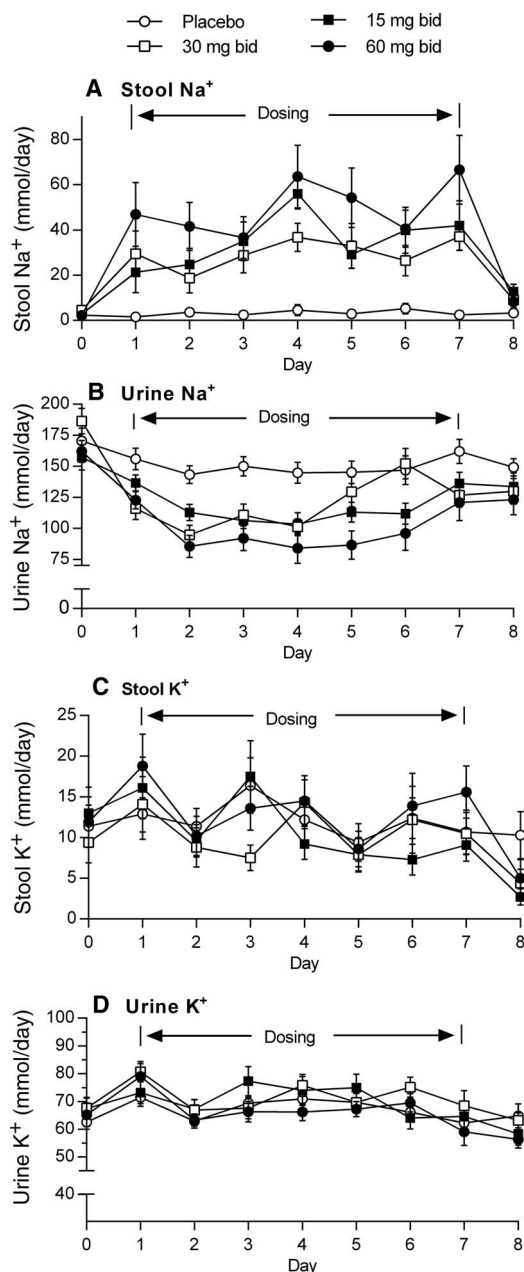 Placebo 15 mg bid
30 mg bid 60 mg bid
A Stool Na⁺
Dosing
Stool Na⁺ (mmol/day)
80
60
40
20
0
0 1 2 3 4 5 6 7 8
Day
B Urine Na⁺
Dosing
Urine Na⁺ (mmol/day)
200
175
150
125
100
75
0
0 1 2 3 4 5 6 7 8
Day
C Stool K⁺
Dosing
Stool K⁺ (mmol/day)
25
20
15
10
5
0
0 1 2 3 4 5 6 7 8
Day
D Urine K⁺
Dosing
Urine K⁺ (mmol/day)
100
90
80
70
60
50
40
0 1 2 3 4 5 6 7 8
Day